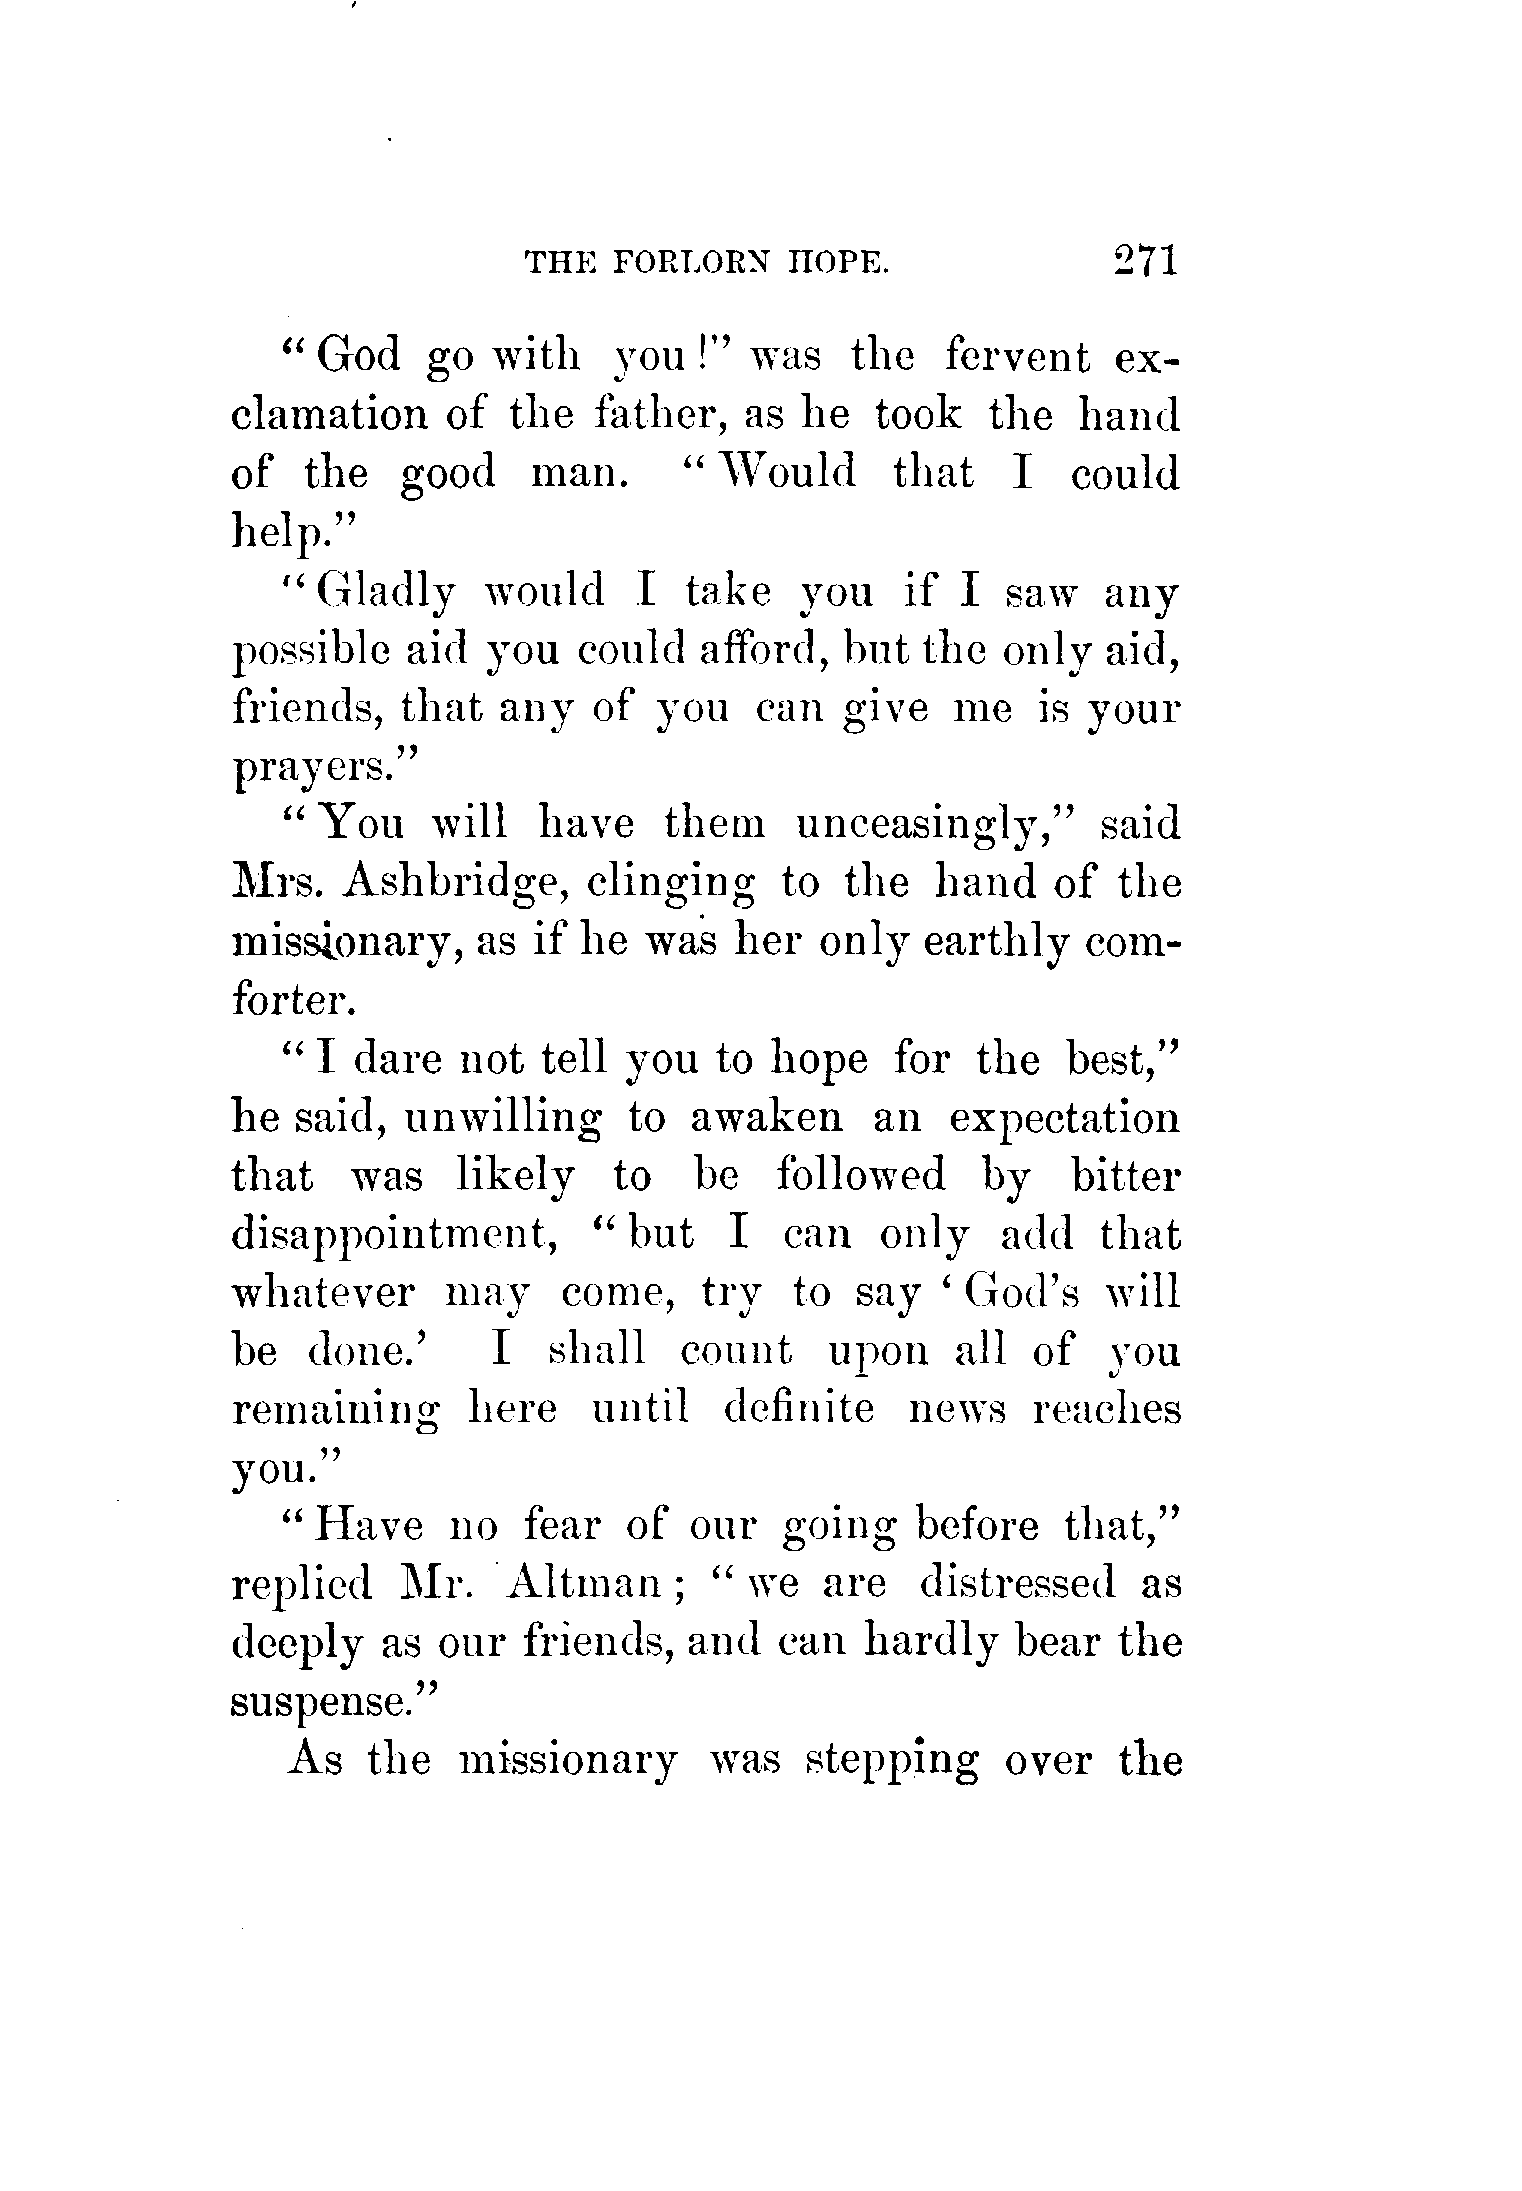 THE FORLORN HOPE. 271
“God go with you!” was the fervent ex-
clamation of the father, as he took the hand
of the good man. “Would that I could
help.”
“Gladly would I take you if I saw any
possible aid you could afford, but the only aid,
friends, that any of you can give me is your
prayers.”
“You will have them unceasingly,” said
Mrs. Ashbridge, clinging to the hand of the
missionary, as if he was her only earthly com-
forter.
“I dare not tell you to hope for the best,”
he said, unwilling to awaken an expectation
that was likely to be followed by bitter
disappointment, “but I can only add that
whatever may come, try to say ‘God’s will
be done.’ I shall count upon all of you
remaining here until definite news reaches
you.”
“Have no fear of our going before that,”
replied Mr. Altman; “we are distressed as
deeply as our friends, and can hardly bear the
suspense.”
As the missionary was stepping over the